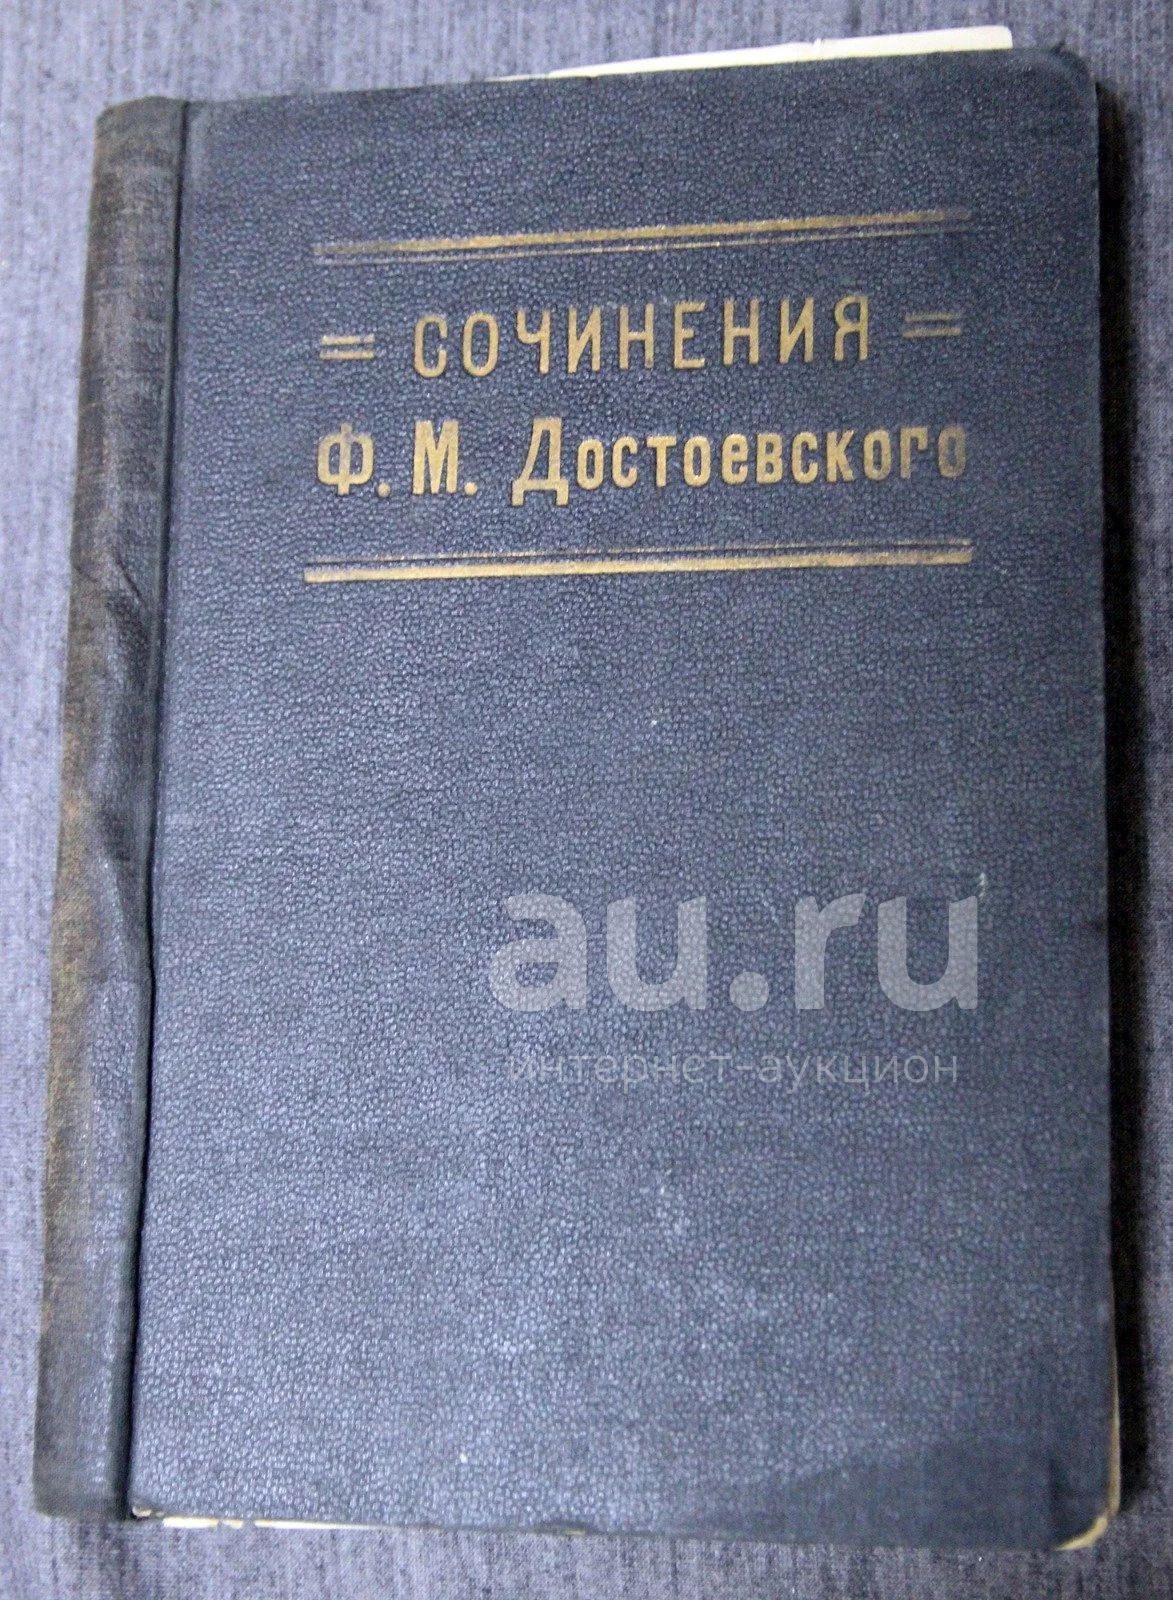 = СОЧИНЕНИЯ =
Ф. М. Достоевского
au.ru
интернет-аукцион